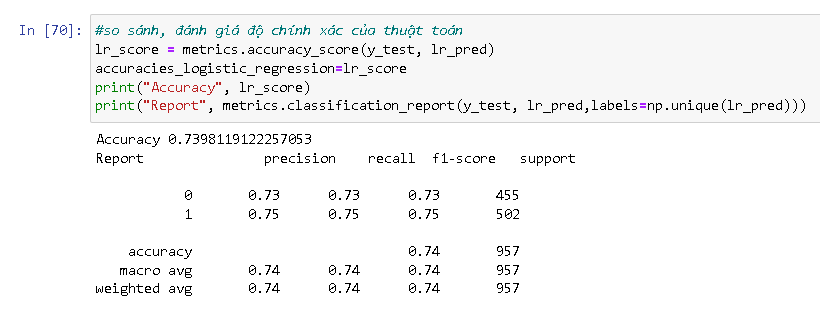 In [70]: #so sánh, đánh giá độ chính xác của thuật toán
lr_score = metrics.accuracy_score(y_test, lr_pred)
accuracies_logistic_regression=lr_score
print("Accuracy", lr_score)
print("Report", metrics.classification_report(y_test, lr_pred,labels=np.unique(lr_pred)))
Accuracy 0.7398119122257053
Report precision recall f1-score support
0 0.73 0.73 0.73 455
1 0.75 0.75 0.75 502
accuracy 0.74 957
macro avg 0.74 0.74 0.74 957
weighted avg 0.74 0.74 0.74 957